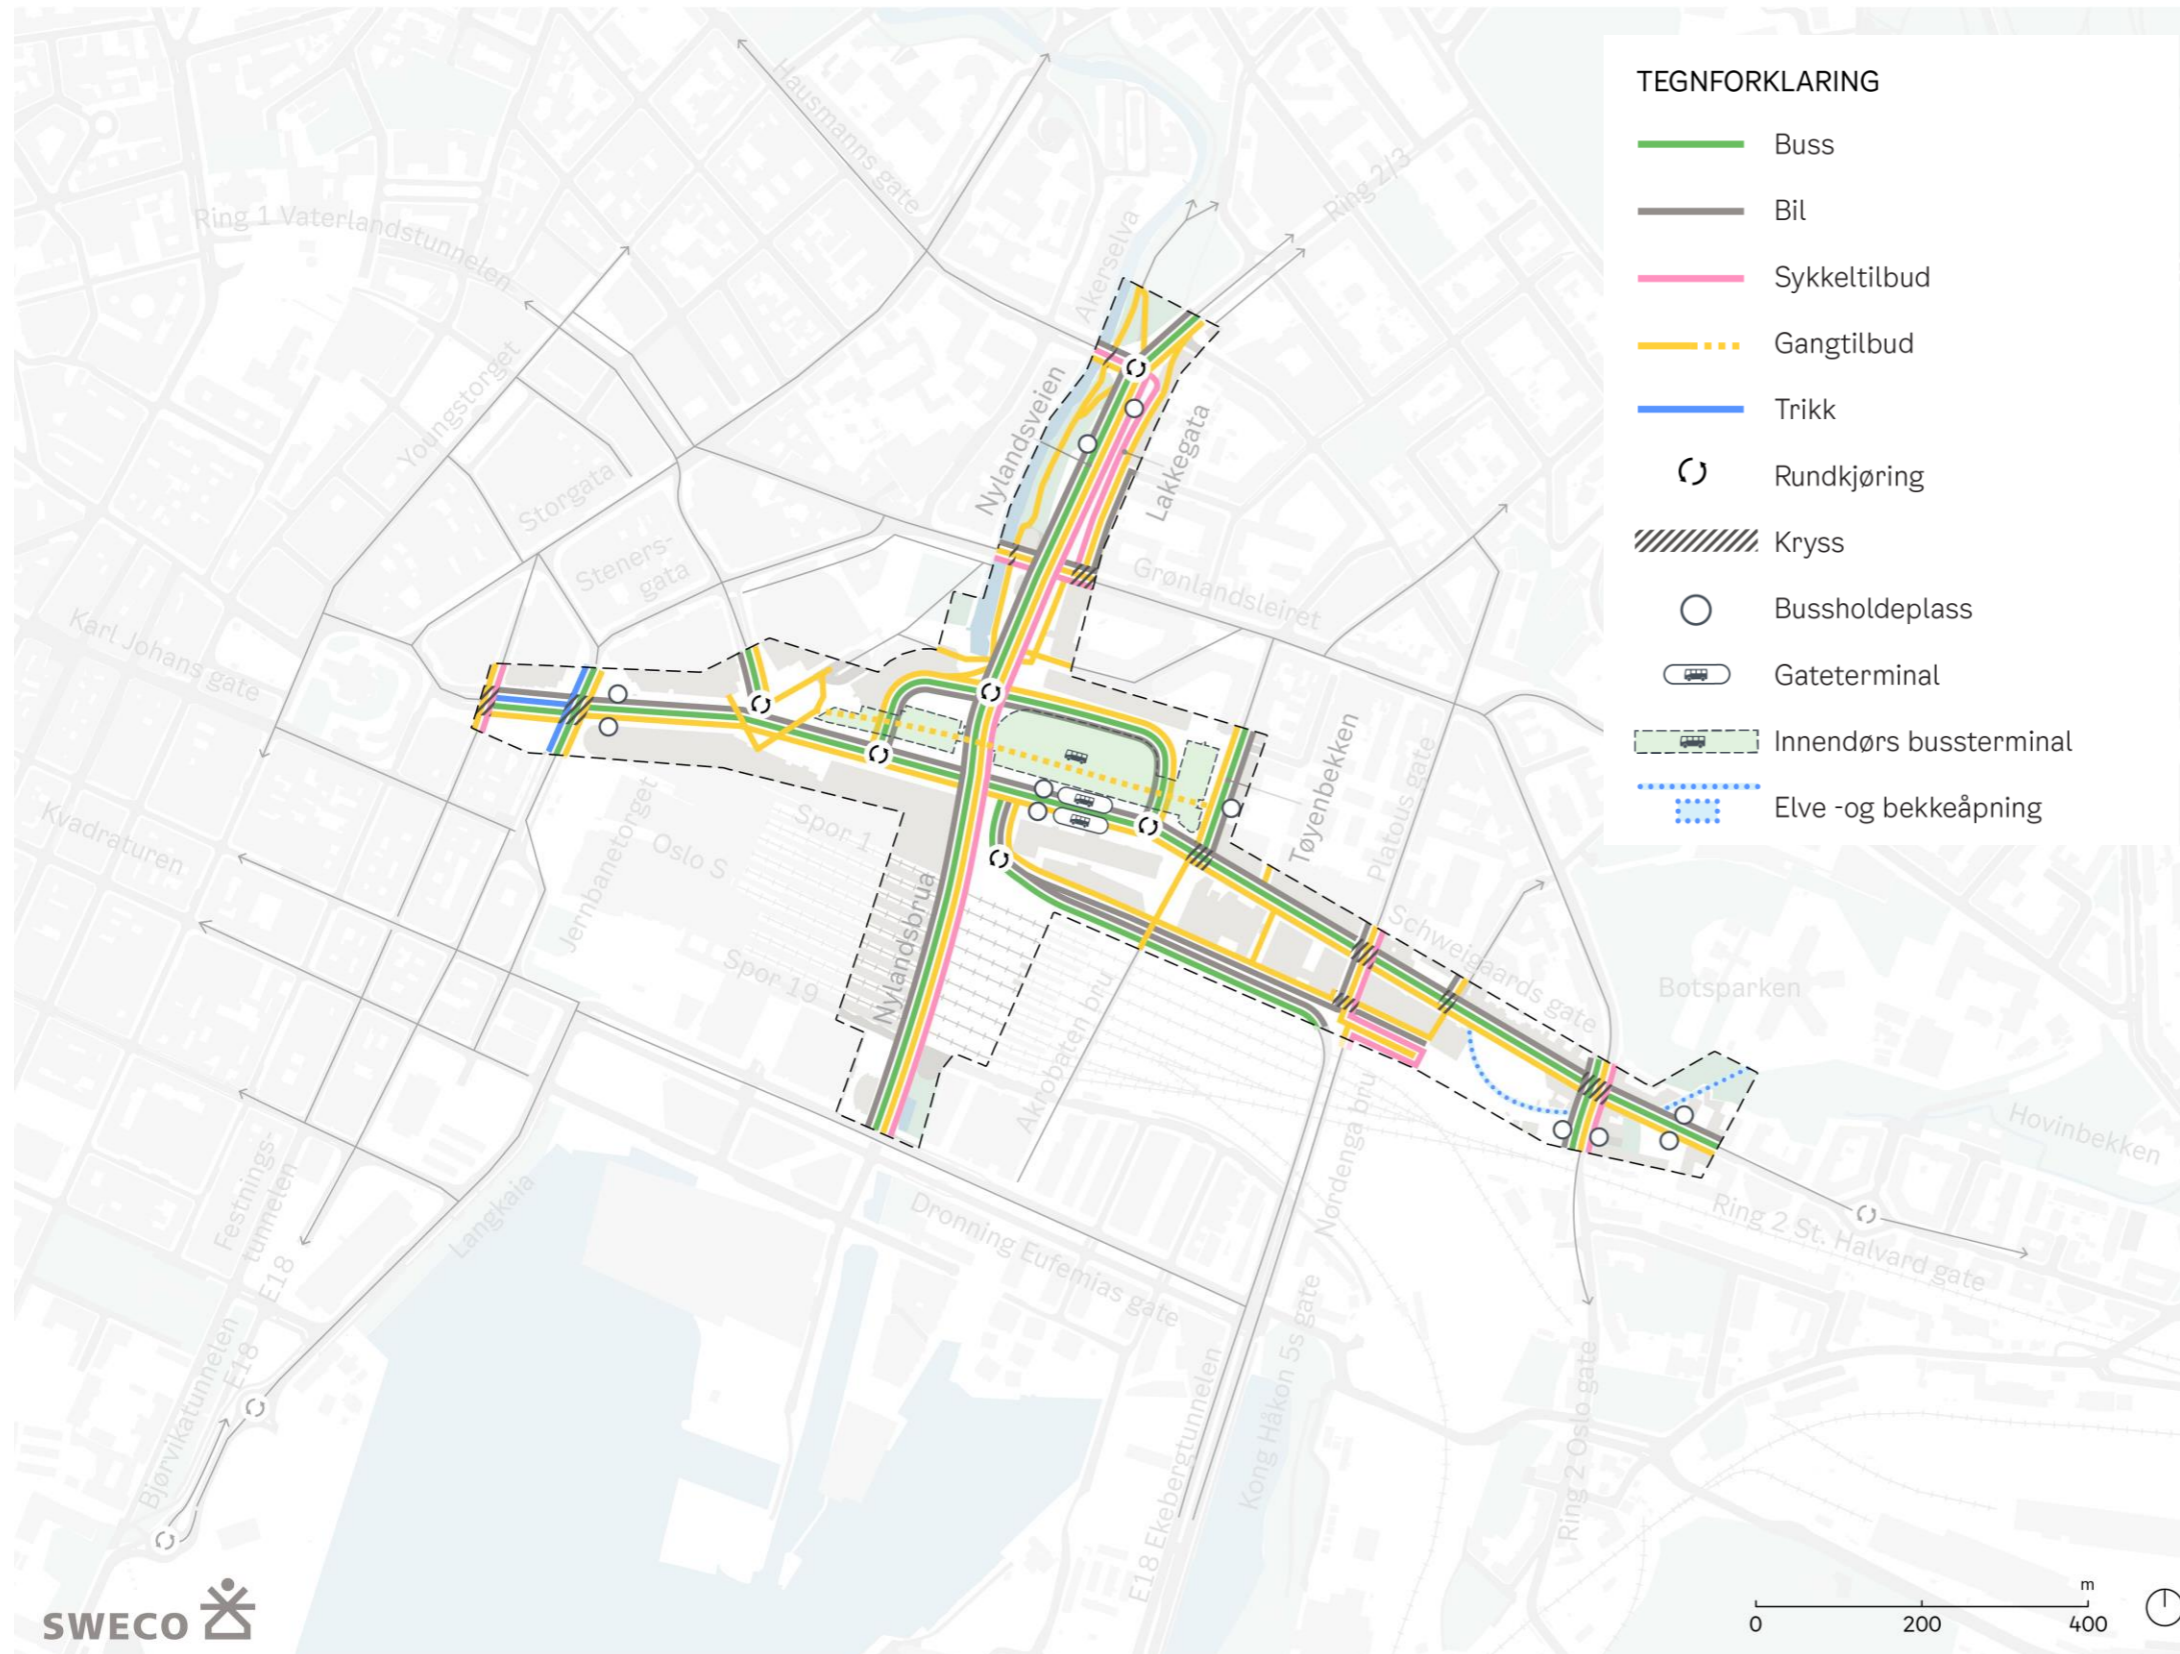 TEGNFORKLARING
Buss
Bil
Sykkeltilbud
Gangtilbud
Trikk
Rundkjøring
Kryss
Bussholdeplass
Gateterminal
Innendørs bussterminal
Elve -og bekkeåpning
Hausmanns gate
Ring 2/3
Akerselva
Ring 1 Vaterlandstunnelen
Youngstorget
Storgata
Nylandsveien
Lakkegata
Steners-
gata
Grønlandsleiret
Karl Johans gate
Kvadraturen
Jernbanetorget
Oslo S
Spor 1
Spor 19
Nylandsbrua
Tøyenbekken
Platous gate
Schweigaards gate
Botsparken
Akrobaten bru
Nordenga bru
Hovinbekken
Ring 2 St. Halvard gate
Dronning Eufemias gate
Langkaia
Festnings-
tunnelen
E18
Bjørvikatunnelen
E18
E18 Ekebergtunnelen
Kong Håkon 5s gate
Ring 2 Oslo gate
SWECO
m
0 200 400